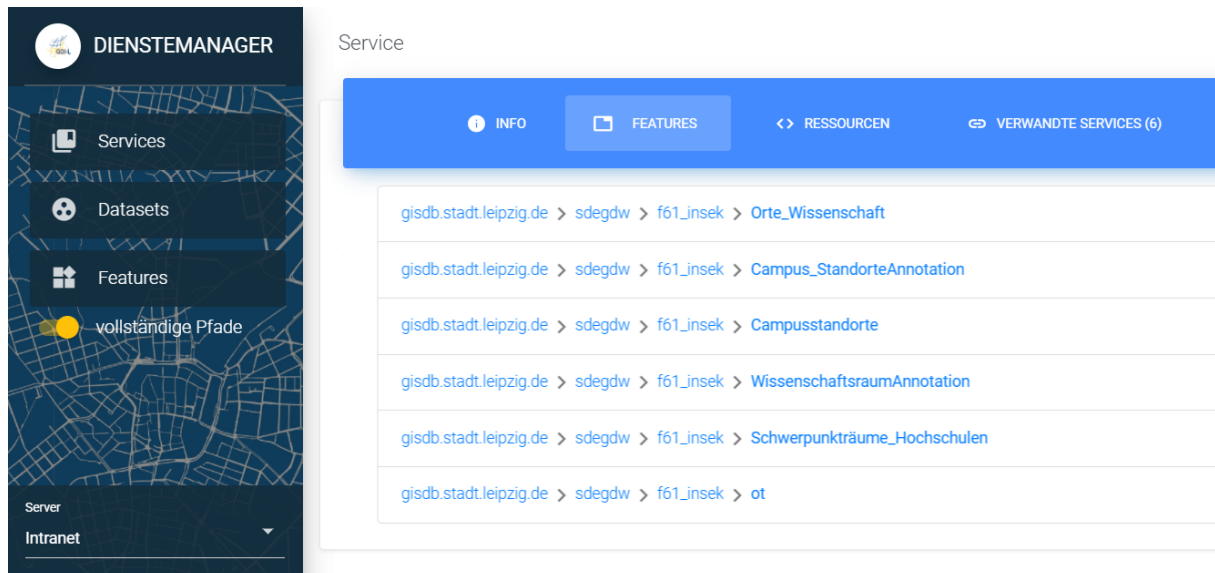 DIENSTEMANAGER
Services
Datasets
Features
vollständige Pfade
Server
Intranet
Service
INFO FEATURES <> RESSOURCEN VERWANDTE SERVICES (6)
gisdb.stadt.leipzig.de > sdegdw > f61_insek > Orte_Wissenschaft
gisdb.stadt.leipzig.de > sdegdw > f61_insek > Campus_StandorteAnnotation
gisdb.stadt.leipzig.de > sdegdw > f61_insek > Campusstandorte
gisdb.stadt.leipzig.de > sdegdw > f61_insek > WissenschaftsraumAnnotation
gisdb.stadt.leipzig.de > sdegdw > f61_insek > Schwerpunkträume_Hochschulen
gisdb.stadt.leipzig.de > sdegdw > f61_insek > ot